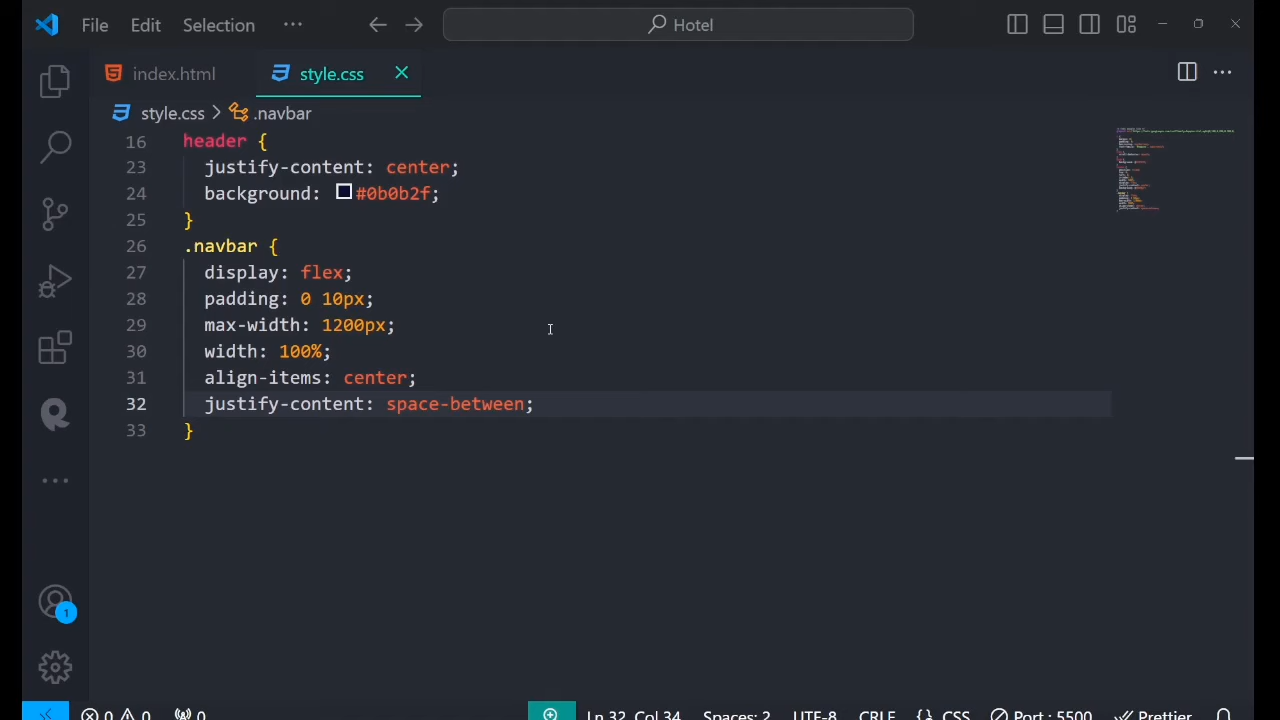 File Edit Selection ··· Hotel
index.html style.css
style.css > .navbar
16 header {
23 justify-content: center;
24 background: #0b0b2f;
25 }
26 .navbar {
27 display: flex;
28 padding: 0 10px;
29 max-width: 1200px;
30 width: 100%;
31 align-items: center;
32 justify-content: space-between;
33 }
1
0 0 0 Ln 32, Col 34 Spaces: 2 UTF-8 CRLF {} CSS Port : 5500 Prettier